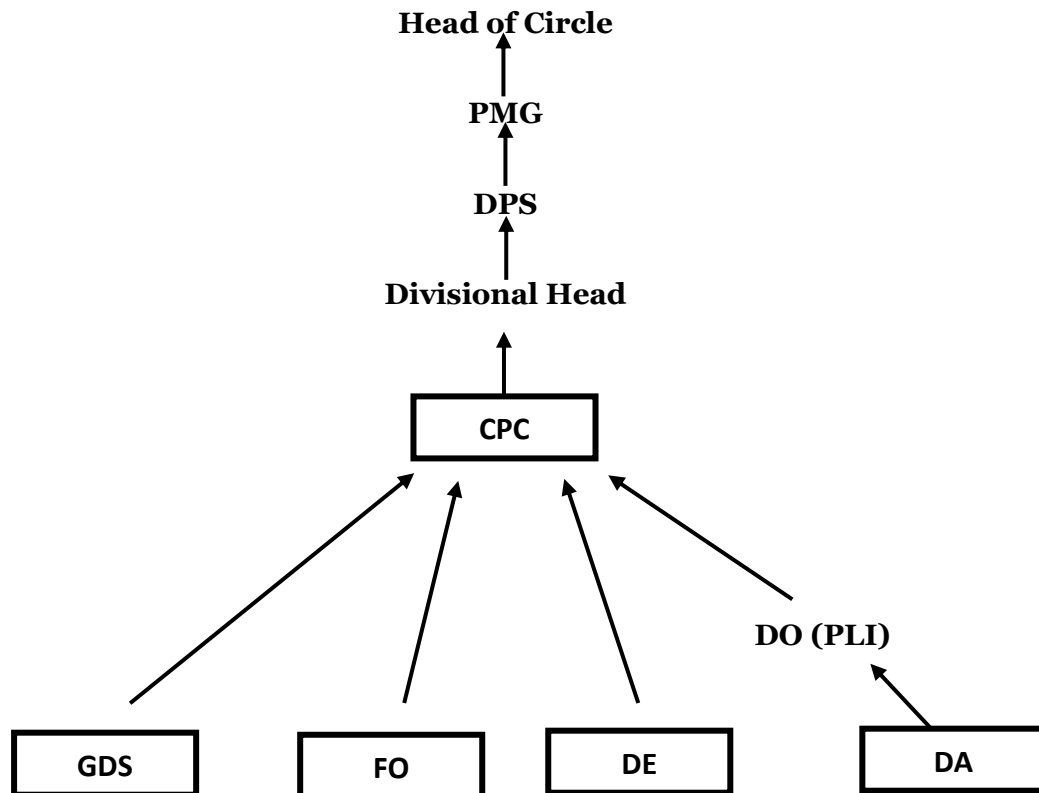 Head of Circle
PMG
DPS
Divisional Head
CPC
DO (PLI)
GDS
FO
DE
DA